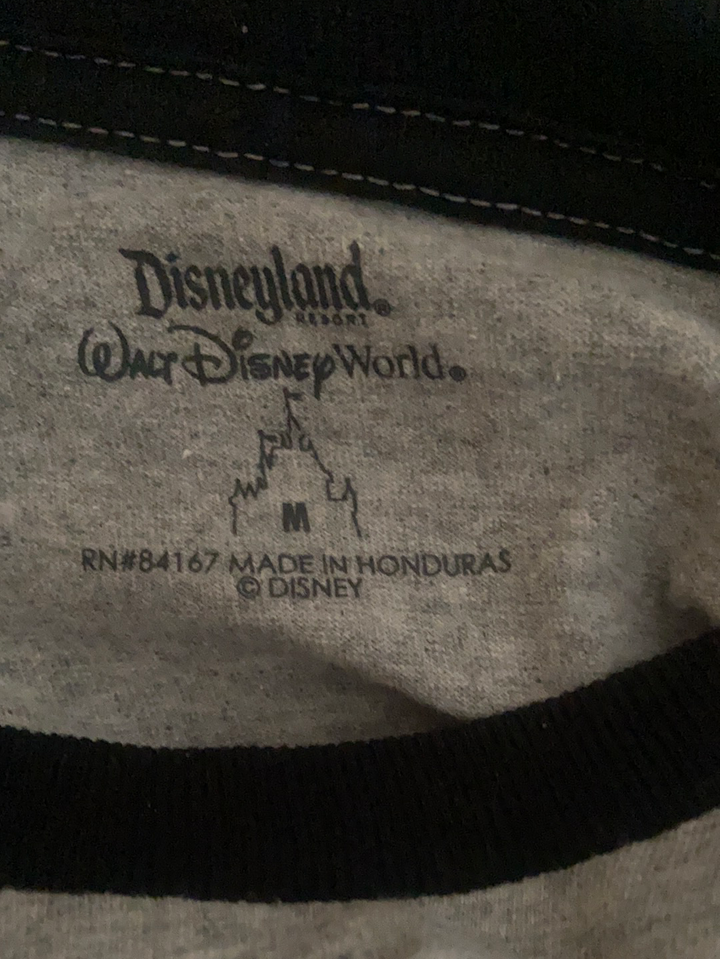 Disneyland®
RESORT
WALT DISNEY World®
M
RN#84167 MADE IN HONDURAS
© DISNEY